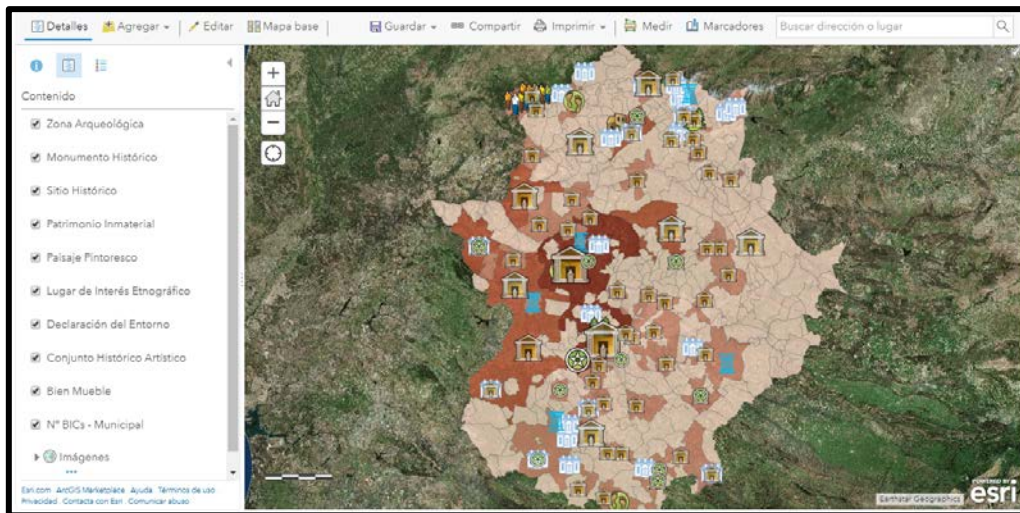 Detalles Agregar Editar Mapa base Guardar Compartir Imprimir Medir Marcadores Buscar dirección o lugar
Contenido
Zona Arqueológica
Monumento Histórico
Sitio Histórico
Patrimonio Inmaterial
Paisaje Pintoresco
Lugar de Interés Etnográfico
Declaración del Entorno
Conjunto Histórico Artístico
Bien Mueble
Nº BICs - Municipal
Imágenes
Esri.com ArcGIS Marketplace Ayuda Términos de uso
Privacidad Contacta con Esri Comunicar abuso
Earthstar Geographics
POWERED BY
esri